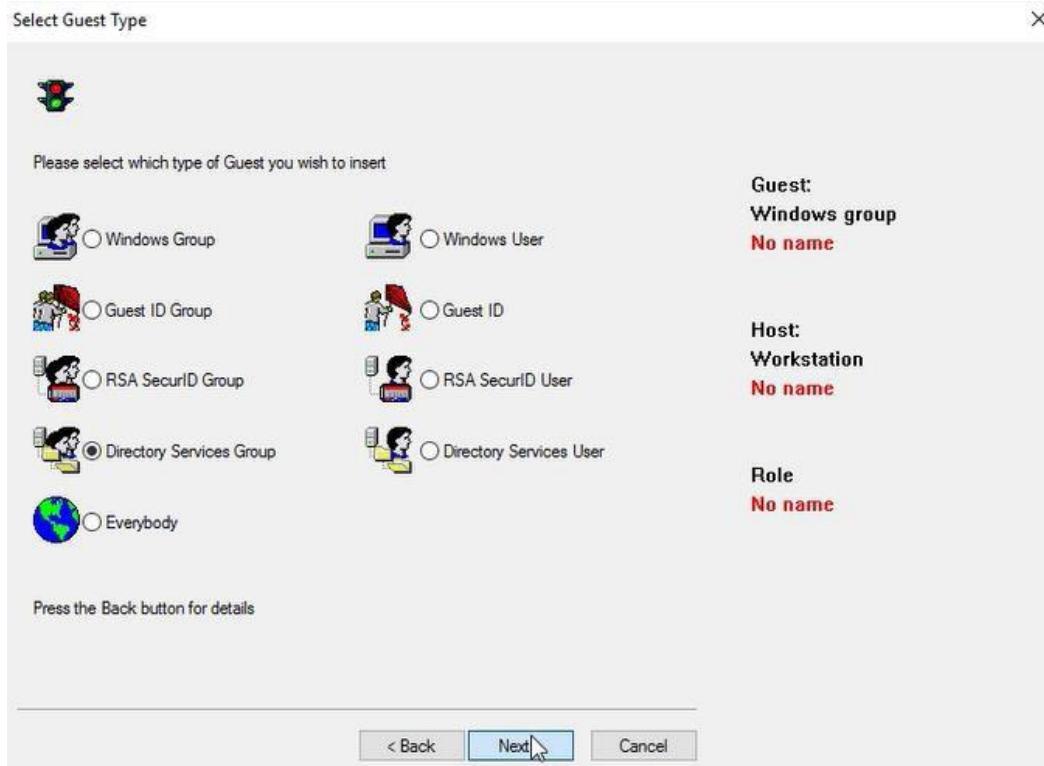 Select Guest Type
Please select which type of Guest you wish to insert
Windows Group
Windows User
Guest ID Group
Guest ID
RSA SecurID Group
RSA SecurID User
Directory Services Group
Directory Services User
Everybody
Press the Back button for details
Guest:
Windows group
No name
Host:
Workstation
No name
Role
No name
< Back
Next
Cancel